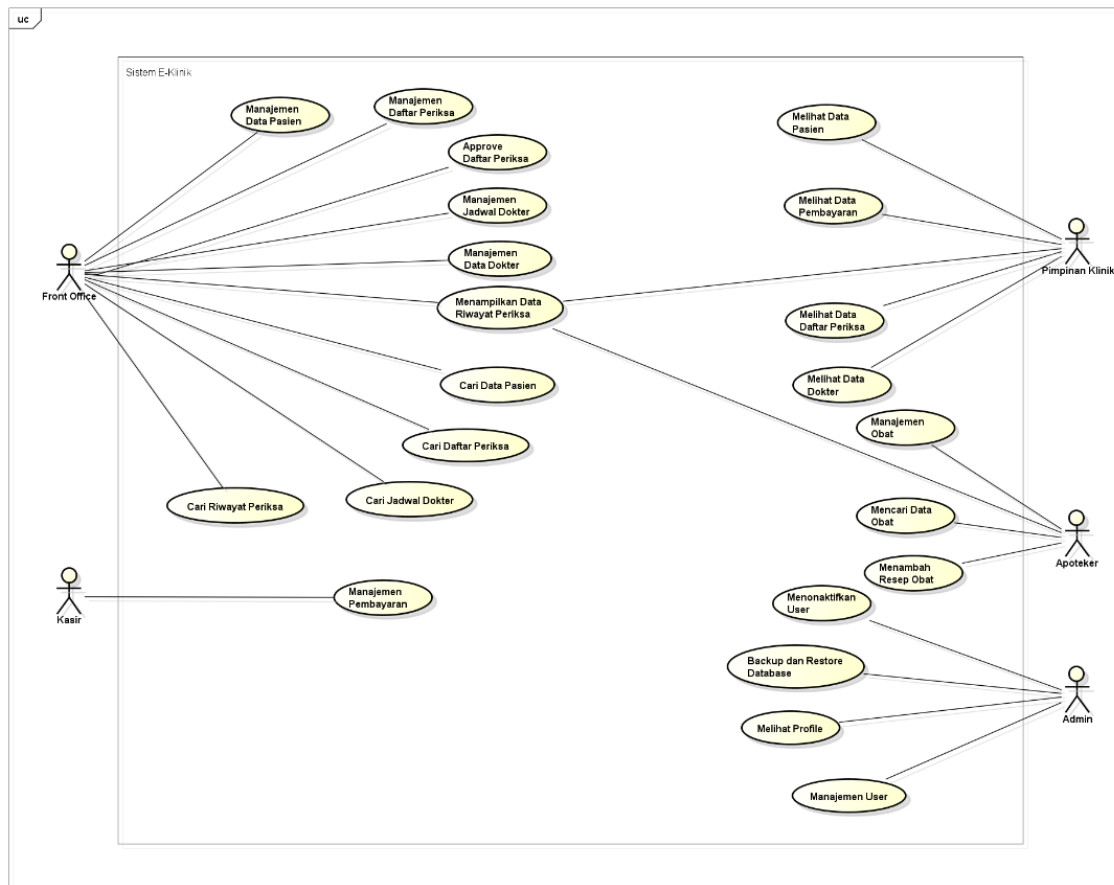 uc
Sistem E-Klinik
Manajemen
Data Pasien
Manajemen
Daftar Periksa
Approve
Daftar Periksa
Manajemen
Jadwal Dokter
Manajemen
Data Dokter
Menampilkan Data
Riwayat Periksa
Cari Data Pasien
Cari Daftar Periksa
Cari Jadwal Dokter
Cari Riwayat Periksa
Front Office
Kasir
Manajemen
Pembayaran
Melihat Data
Pasien
Melihat Data
Pembayaran
Melihat Data
Daftar Periksa
Melihat Data
Dokter
Pimpinan Klinik
Manajemen
Obat
Mencari Data
Obat
Menambah
Resep Obat
Apoteker
Menonaktifkan
User
Backup dan Restore
Database
Melihat Profile
Manajemen User
Admin